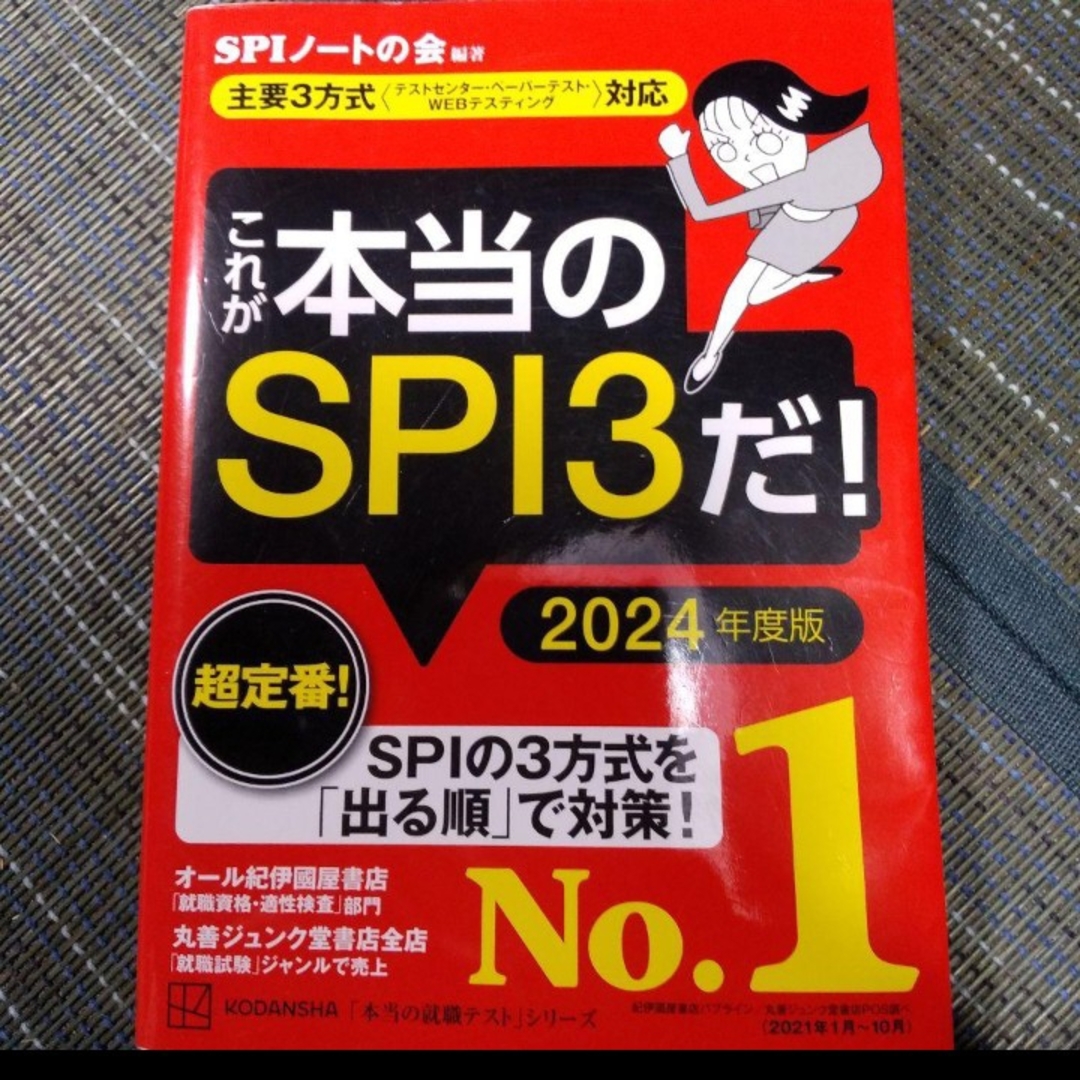 SPIノートの会 編著
主要3方式〈テストセンター・ペーパーテスト・WEBテスティング〉対応
これが
本当の
SPI3だ!
2024年度版
超定番!
SPIの3方式を
「出る順」で対策!
No.1
オール紀伊國屋書店
「就職資格・適性検査」部門
丸善ジュンク堂書店全店
「就職試験」ジャンルで売上
KODANSHA 「本当の就職テスト」シリーズ
紀伊國屋書店パブライン/丸善ジュンク堂書店POS調べ
(2021年1月~10月)